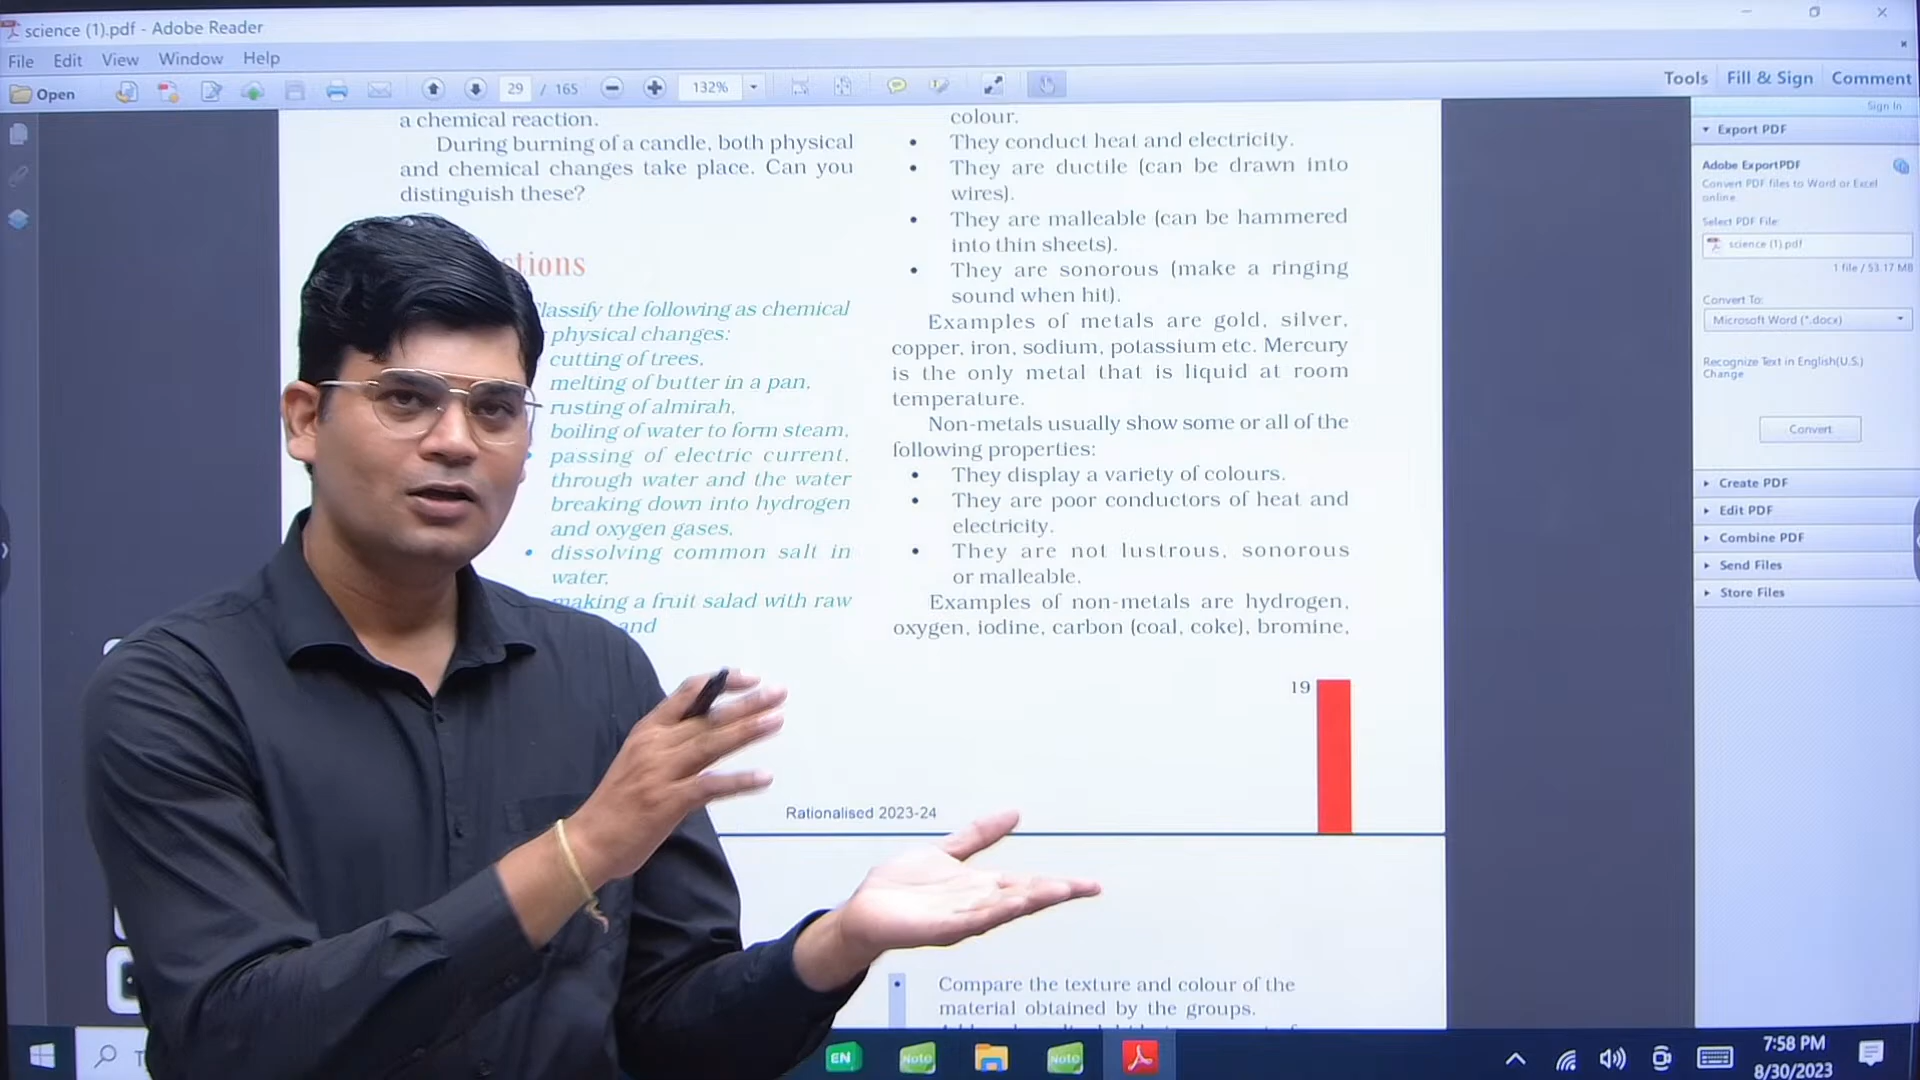 science (1).pdf - Adobe Reader
File Edit View Window Help
Open
29 / 165
132%
Tools Fill & Sign Comment
Sign In
a chemical reaction.
During burning of a candle, both physical
and chemical changes take place. Can you
distinguish these?
stions
lassify the following as chemical
physical changes:
cutting of trees,
melting of butter in a pan,
rusting of almirah,
boiling of water to form steam,
passing of electric current,
through water and the water
breaking down into hydrogen
and oxygen gases,
• dissolving common salt in
water,
making a fruit salad with raw
and
colour.
• They conduct heat and electricity.
• They are ductile (can be drawn into
wires).
• They are malleable (can be hammered
into thin sheets).
• They are sonorous (make a ringing
sound when hit).
Examples of metals are gold, silver,
copper, iron, sodium, potassium etc. Mercury
is the only metal that is liquid at room
temperature.
Non-metals usually show some or all of the
following properties:
• They display a variety of colours.
• They are poor conductors of heat and
electricity.
• They are not lustrous, sonorous
or malleable.
Examples of non-metals are hydrogen,
oxygen, iodine, carbon (coal, coke), bromine,
19
Rationalised 2023-24
• Compare the texture and colour of the
material obtained by the groups.
Export PDF
Adobe ExportPDF
Convert PDF files to Word or Excel
online.
Select PDF File:
science (1).pdf
1 file / 53.17 MB
Convert To:
Microsoft Word (*.docx)
Recognize Text in English(U.S.)
Change
Convert
Create PDF
Edit PDF
Combine PDF
Send Files
Store Files
EN
Note
Note
7:58 PM
8/30/2023